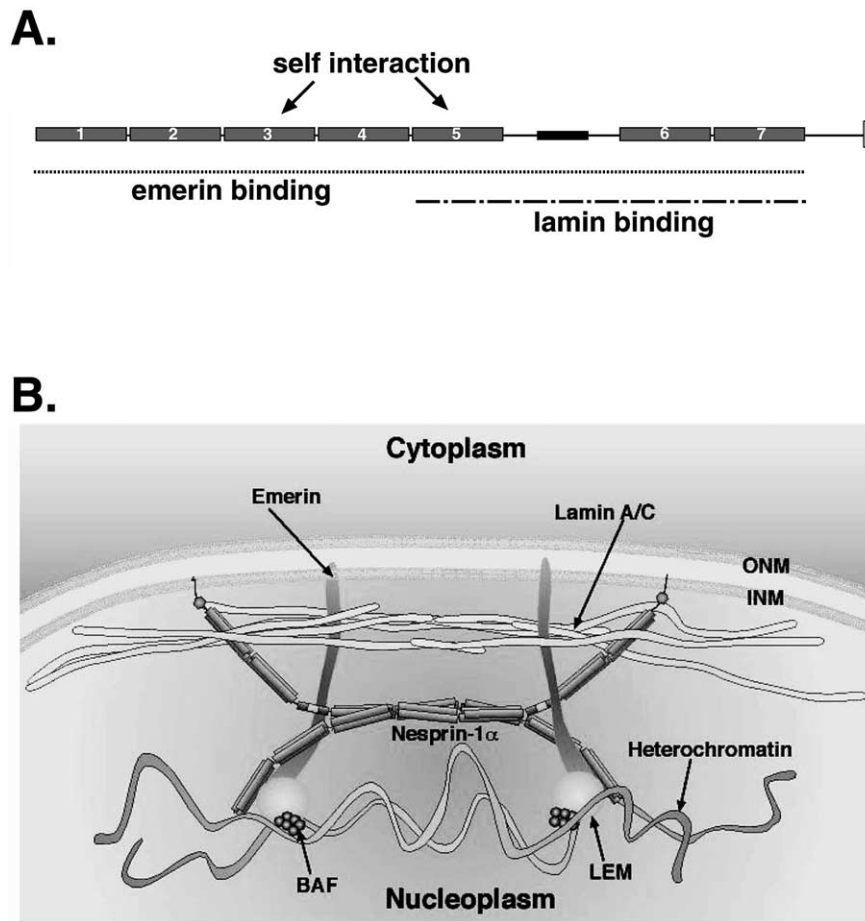 A.
self interaction
1 2 3 4 5 6 7
emerin binding
lamin binding
B.
Cytoplasm
Emerin
Lamin A/C
ONM
INM
Nesprin-1α
Heterochromatin
BAF
LEM
Nucleoplasm